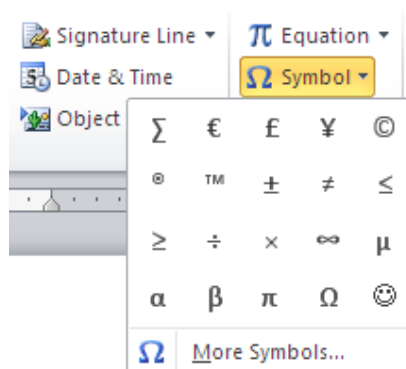 Signature Line
π Equation
Date & Time
Ω Symbol
Object
∑ € £ ¥ ©
® ™ ± ≠ ≤
≥ ÷ × ∞ µ
α β π Ω ☺
Ω More Symbols...